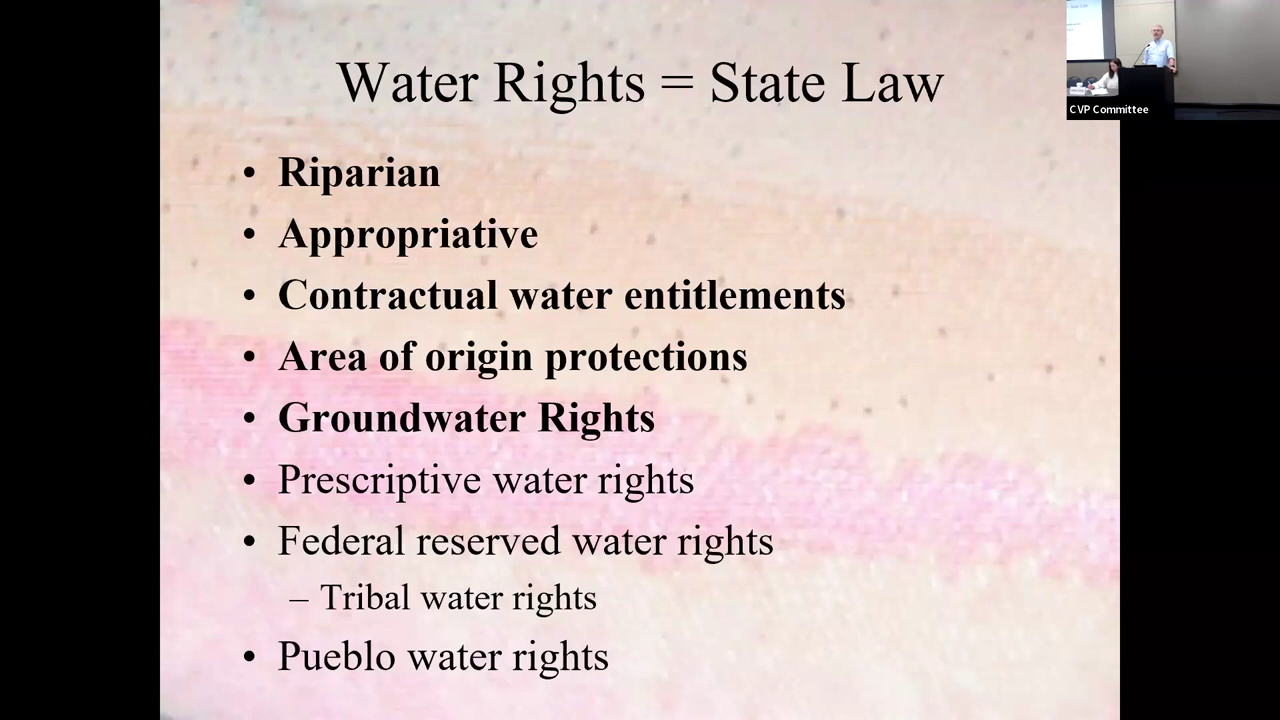 Water Rights = State Law
• Riparian
• Appropriative
• Contractual water entitlements
• Area of origin protections
• Groundwater Rights
• Prescriptive water rights
• Federal reserved water rights
– Tribal water rights
• Pueblo water rights
CVP Committee